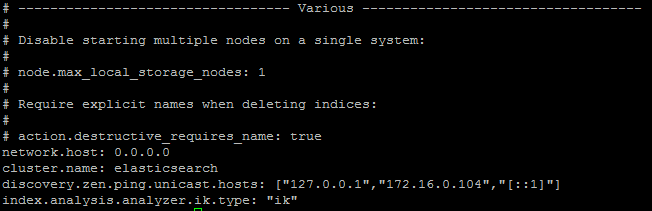 # ---------------------------------- Various -----------------------------------
#
# Disable starting multiple nodes on a single system:
#
# node.max_local_storage_nodes: 1
#
# Require explicit names when deleting indices:
#
# action.destructive_requires_name: true
network.host: 0.0.0.0
cluster.name: elasticsearch
discovery.zen.ping.unicast.hosts: ["127.0.0.1","172.16.0.104","[::1]"]
index.analysis.analyzer.ik.type: "ik"